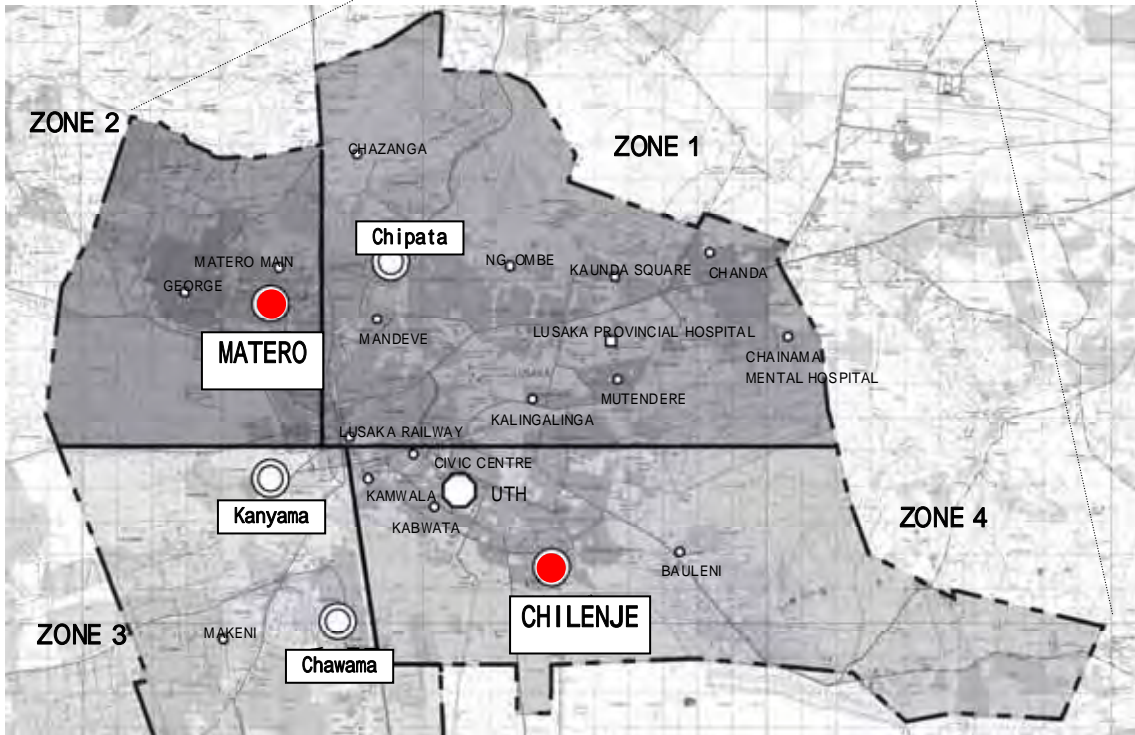 ZONE 2
ZONE 1
CHAZANGA
Chipata
MATERO MAIN
NG OMBE
KAUNDA SQUARE
CHANDA
GEORGE
MANDEVE
LUSAKA PROVINCIAL HOSPITAL
MATERO
CHAINAMA
MENTAL HOSPITAL
MUTENDERE
KALINGALINGA
LUSAKA RAILWAY
CIVIC CENTRE
KAMWALA
UTH
KABWATA
Kanyama
ZONE 4
BAULENI
CHILENJE
ZONE 3
MAKENI
Chawama